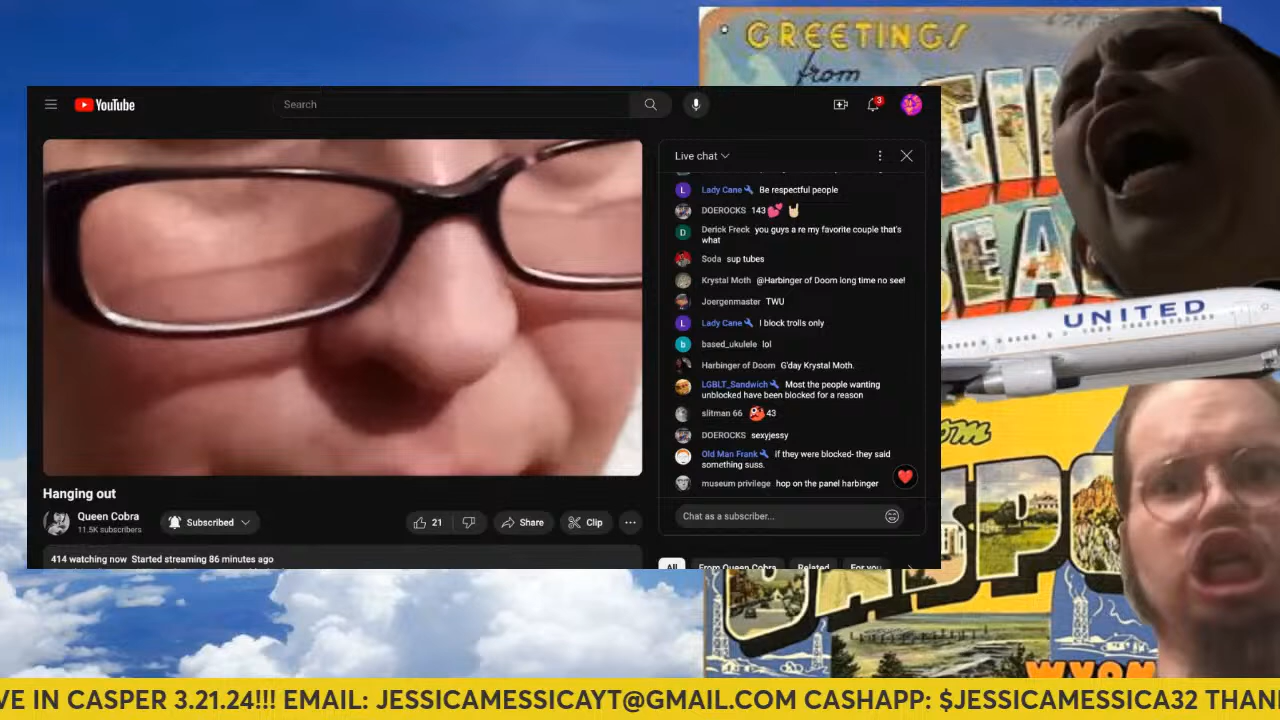 GREETINGS
from
YouTube
Search
3
Live chat
Lady Cane Be respectful people
DOEROCKS 143💕 🤘🏻
Derick Freck you guys a re my favorite couple that's
what
Soda sup tubes
Krystal Moth @Harbinger of Doom long time no see!
Joergenmaster TWU
Lady Cane I block trolls only
based_ukulele lol
Harbinger of Doom G'day Krystal Moth.
LGBLT_Sandwich Most the people wanting
unblocked have been blocked for a reason
slitman 66 43
DOEROCKS sexyjessy
Old Man Frank if they were blocked- they said
something suss.
museum privilege hop on the panel harbinger
Chat as a subscriber...
Hanging out
Queen Cobra
11.5K subscribers
Subscribed
21
Share
Clip
414 watching now Started streaming 86 minutes ago
All
From Queen Cobra
Related
For you
UNITED
VE IN CASPER 3.21.24!!! EMAIL: JESSICAMESSICAYT@GMAIL.COM CASHAPP: $JESSICAMESSICA32 THAN